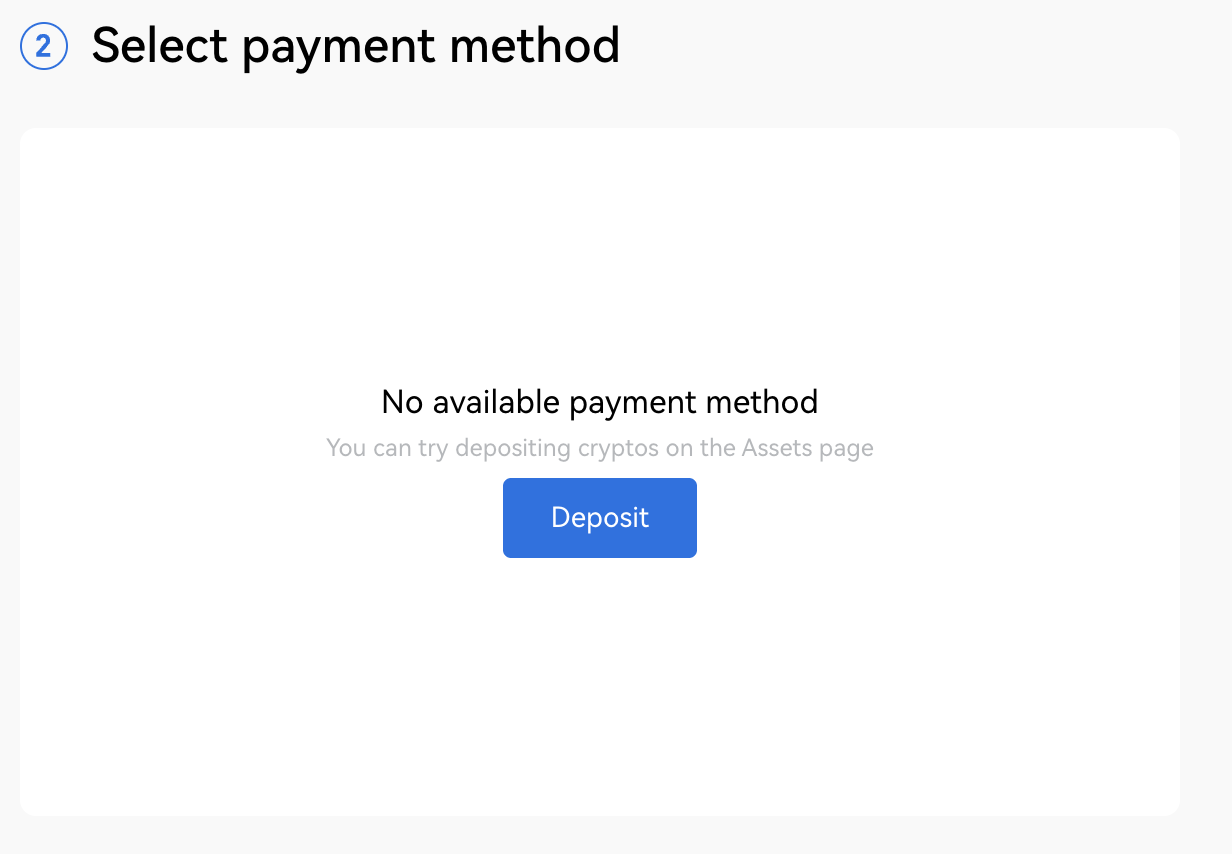 2 Select payment method
No available payment method
You can try depositing cryptos on the Assets page
Deposit